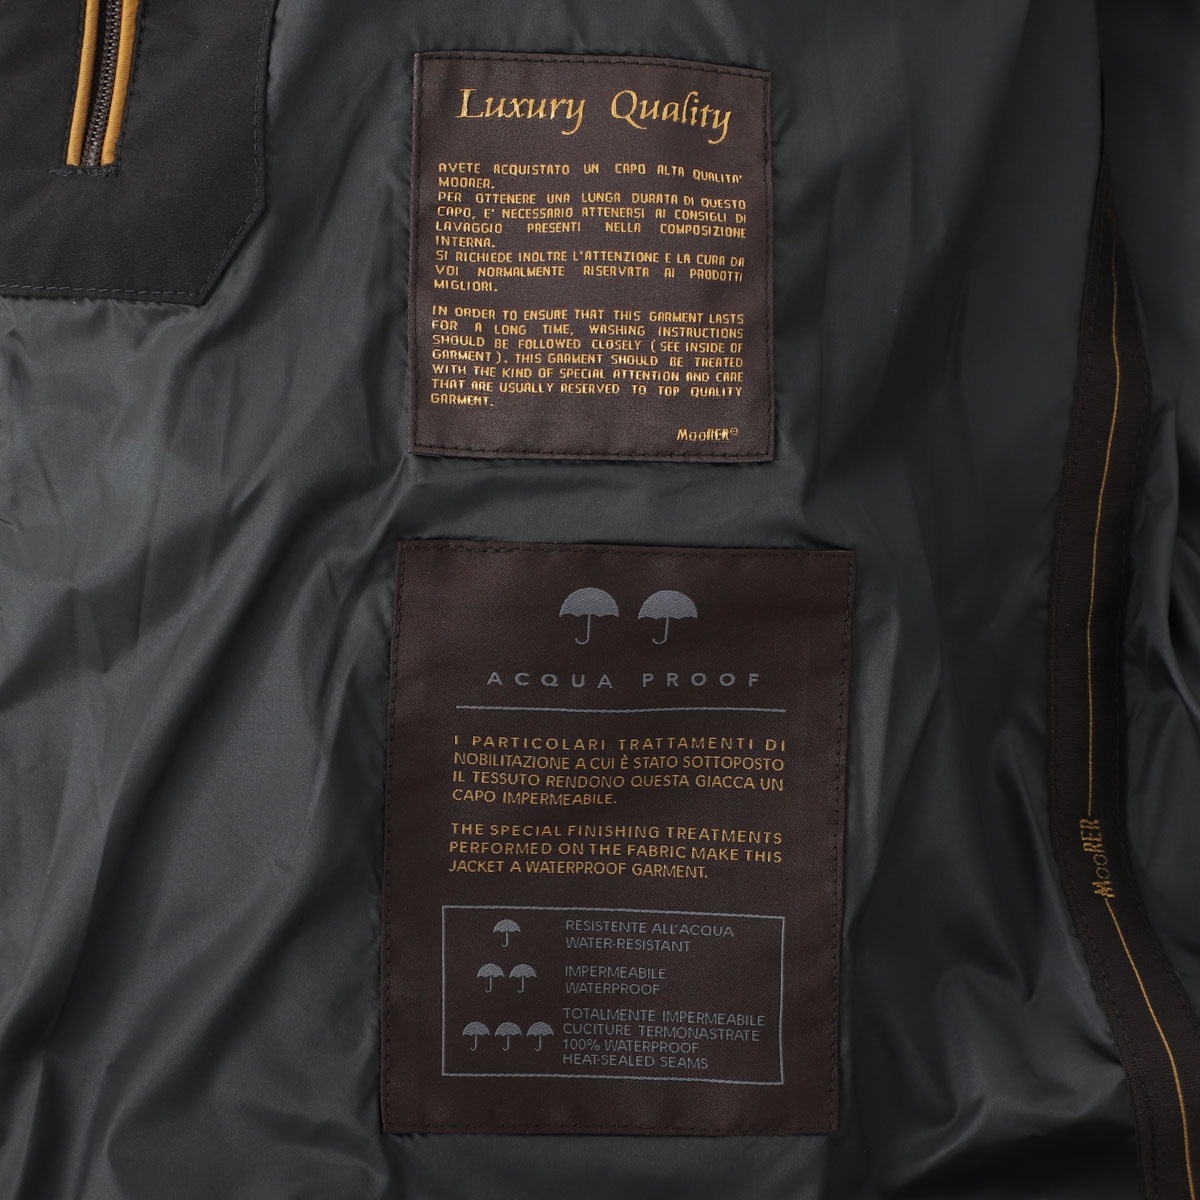 Luxury Quality
AVETE ACQUISTATO UN CAPO ALTA QUALITA'
MOORER.
PER OTTENERE UNA LUNGA DURATA DI QUESTO
CAPO, E' NECESSARIO ATTENERSI AI CONSIGLI DI
LAVAGGIO PRESENTI NELLA COMPOSIZIONE
INTERNA.
SI RICHIEDE INOLTRE L'ATTENZIONE E LA CURA DA
VOI NORMALMENTE RISERVATA AI PRODOTTI
MIGLIORI.
IN ORDER TO ENSURE THAT THIS GARMENT LASTS
FOR A LONG TIME, WASHING INSTRUCTIONS
SHOULD BE FOLLOWED CLOSELY (SEE INSIDE OF
GARMENT). THIS GARMENT SHOULD BE TREATED
WITH THE KIND OF SPECIAL ATTENTION AND CARE
THAT ARE USUALLY RESERVED TO TOP QUALITY
GARMENT.
MooRER®
ACQUA PROOF
I PARTICOLARI TRATTAMENTI DI
NOBILITAZIONE A CUI È STATO SOTTOPOSTO
IL TESSUTO RENDONO QUESTA GIACCA UN
CAPO IMPERMEABILE.
THE SPECIAL FINISHING TREATMENTS
PERFORMED ON THE FABRIC MAKE THIS
JACKET A WATERPROOF GARMENT.
RESISTENTE ALL'ACQUA
WATER-RESISTANT
IMPERMEABILE
WATERPROOF
TOTALMENTE IMPERMEABILE
CUCITURE TERMONASTRATE
100% WATERPROOF
HEAT-SEALED SEAMS
MooRER